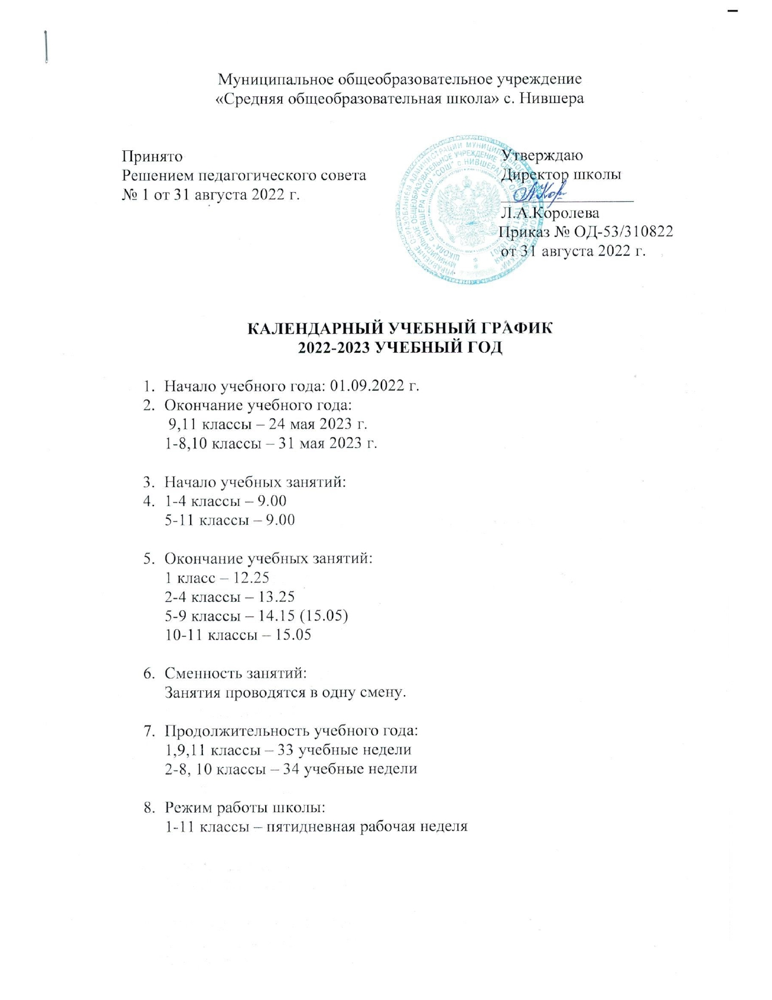 Муниципальное общеобразовательное учреждение
«Средняя общеобразовательная школа» с. Нившера
Принято
Решением педагогического совета
№ 1 от 31 августа 2022 г.
Утверждаю
Директор школы
Л.А.Королева
Приказ № ОД-53/310822
от 31 августа 2022 г.
КАЛЕНДАРНЫЙ УЧЕБНЫЙ ГРАФИК
2022-2023 УЧЕБНЫЙ ГОД
1. Начало учебного года: 01.09.2022 г.
2. Окончание учебного года:
9,11 классы – 24 мая 2023 г.
1-8,10 классы – 31 мая 2023 г.
3. Начало учебных занятий:
4. 1-4 классы – 9.00
5-11 классы – 9.00
5. Окончание учебных занятий:
1 класс – 12.25
2-4 классы – 13.25
5-9 классы – 14.15 (15.05)
10-11 классы – 15.05
6. Сменность занятий:
Занятия проводятся в одну смену.
7. Продолжительность учебного года:
1,9,11 классы – 33 учебные недели
2-8, 10 классы – 34 учебные недели
8. Режим работы школы:
1-11 классы – пятидневная рабочая неделя